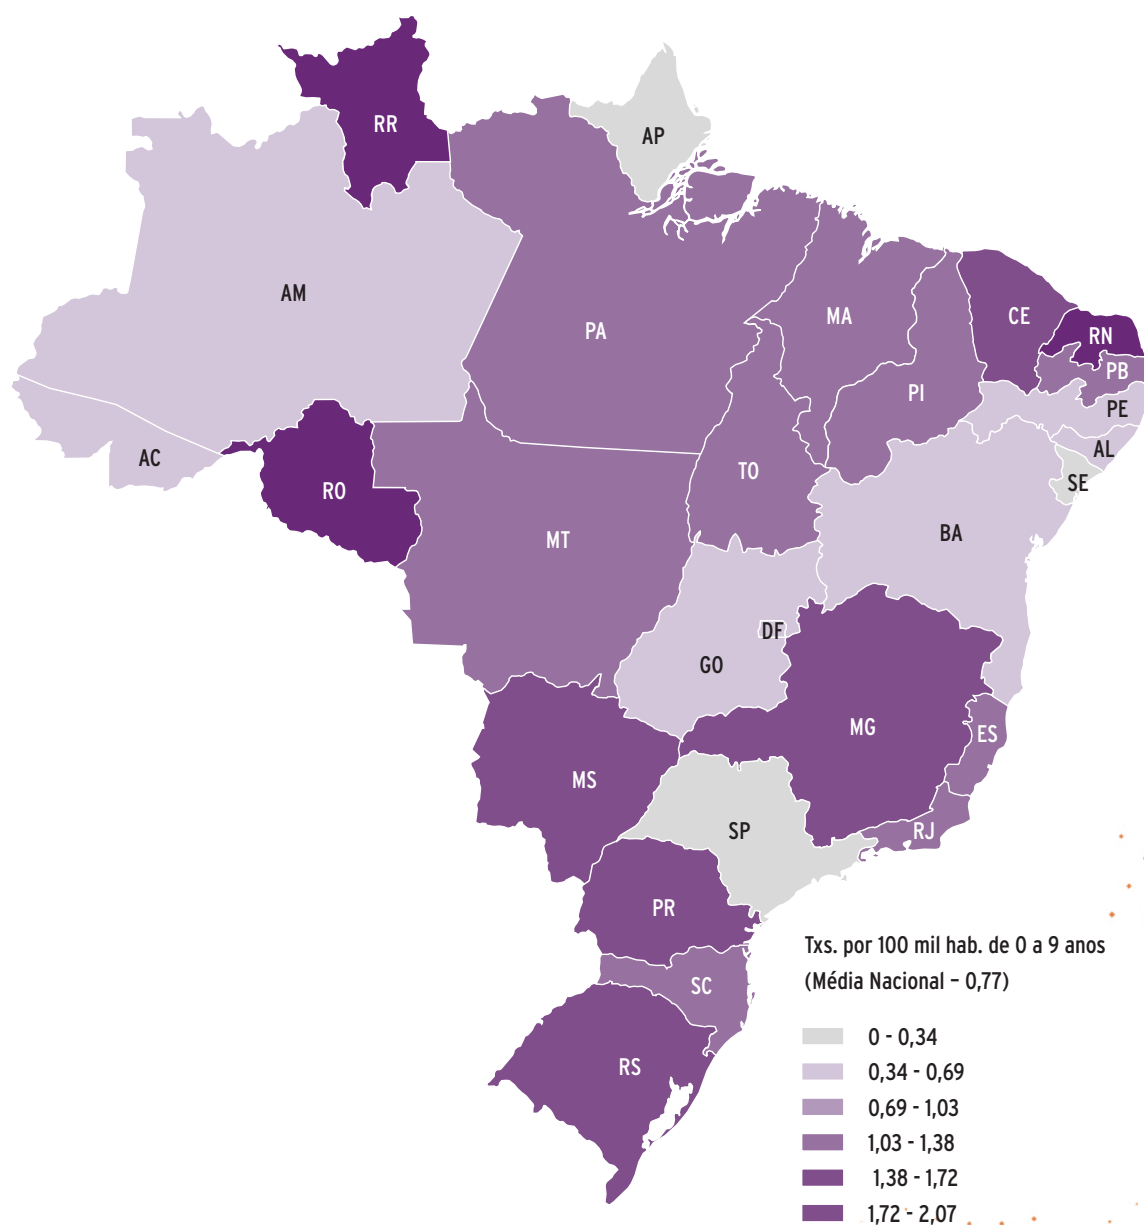 RR
AP
AM
PA
MA
CE
RN
PB
PI
PE
AL
AC
TO
SE
RO
BA
MT
DF
GO
MG
ES
MS
SP
RJ
PR
SC
RS
Txs. por 100 mil hab. de 0 a 9 anos
(Média Nacional – 0,77)
0 - 0,34
0,34 - 0,69
0,69 - 1,03
1,03 - 1,38
1,38 - 1,72
1,72 - 2,07